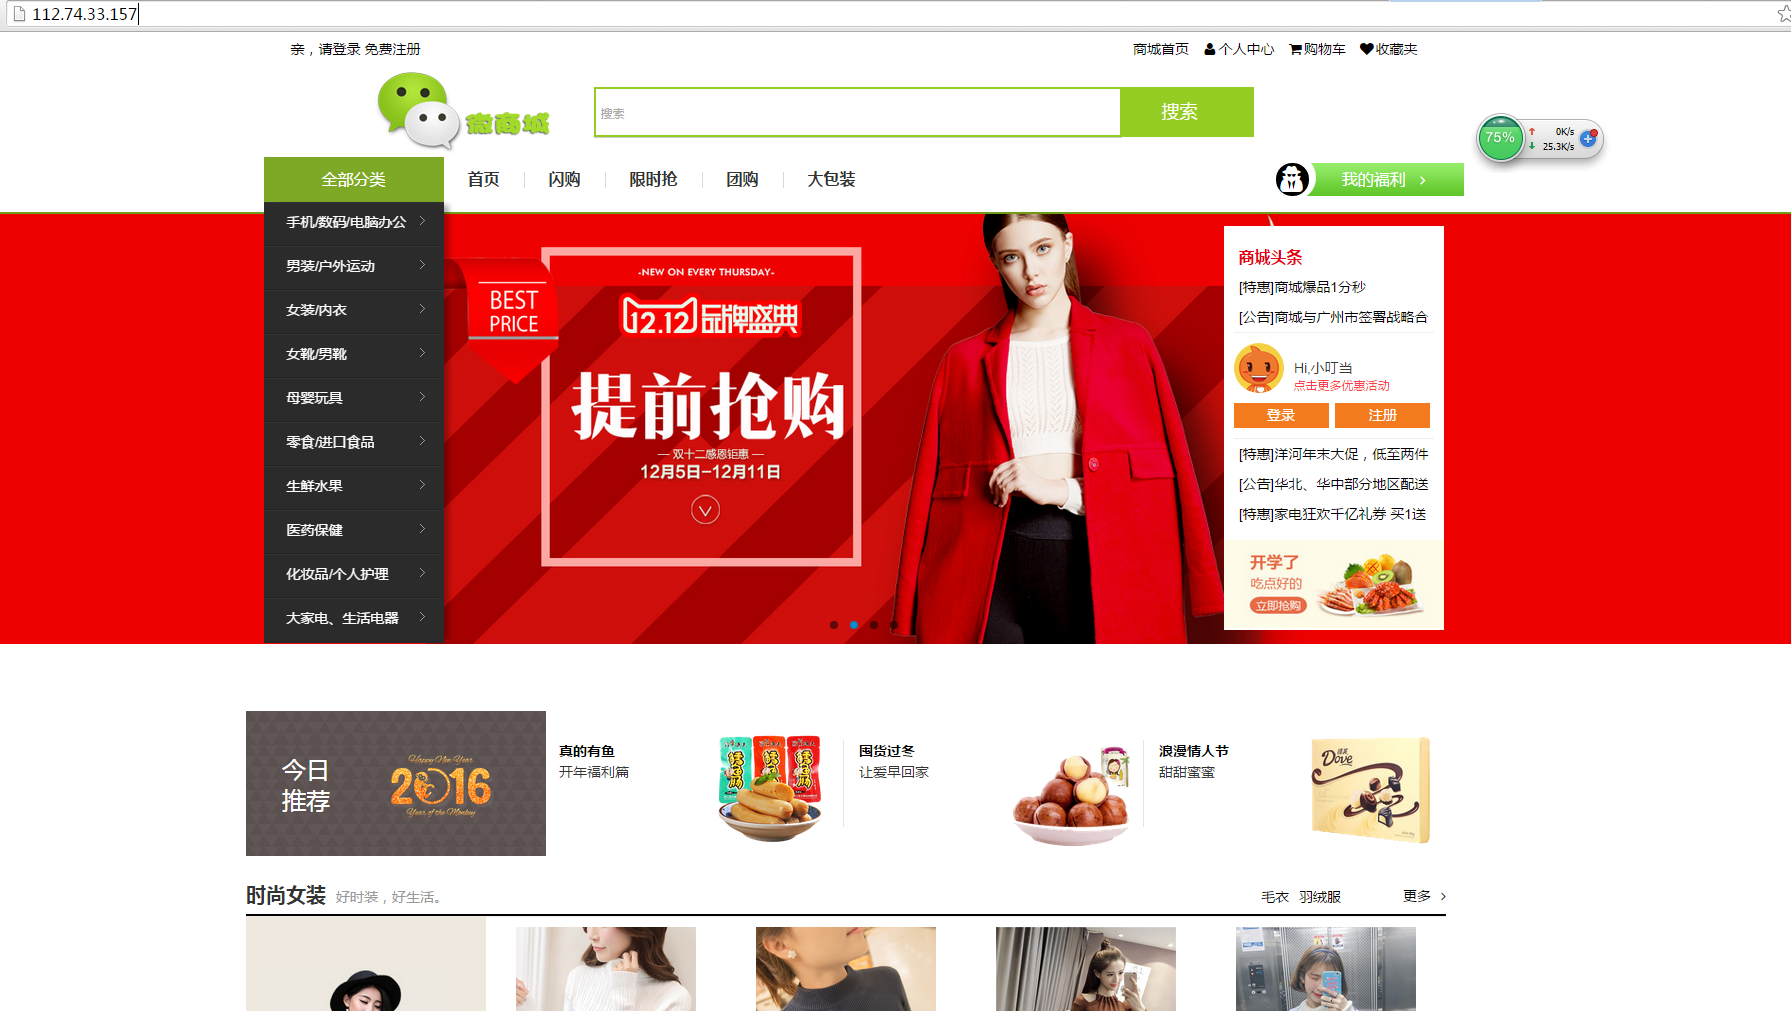 112.74.33.157
亲，请登录 免费注册
商城首页 个人中心 购物车 收藏夹
微商城
搜索 搜索
75% 0K/s
25.3K/s
全部分类 首页 闪购 限时抢 团购 大包装 我的福利
手机/数码/电脑办公
男装/户外运动
女装/内衣
女靴/男靴
母婴玩具
零食/进口食品
生鲜水果
医药保健
化妆品/个人护理
大家电、生活电器
BEST
PRICE
-NEW ON EVERY THURSDAY-
12.12品牌盛典
提前抢购
— 双十二感恩钜惠 —
12月5日-12月11日
商城头条
[特惠]商城爆品1分秒
[公告]商城与广州市签署战略合
Hi,小叮当
点击更多优惠活动
登录 注册
[特惠]洋河年末大促，低至两件
[公告]华北、华中部分地区配送
[特惠]家电狂欢千亿礼券 买1送
开学了
吃点好的
立即抢购
今日
推荐
Happy New Year
2016
Year of the Monkey
真的有鱼
开年福利篇
囤货过冬
让爱早回家
浪漫情人节
甜甜蜜蜜
Dove
时尚女装 好时装，好生活。 毛衣 羽绒服 更多